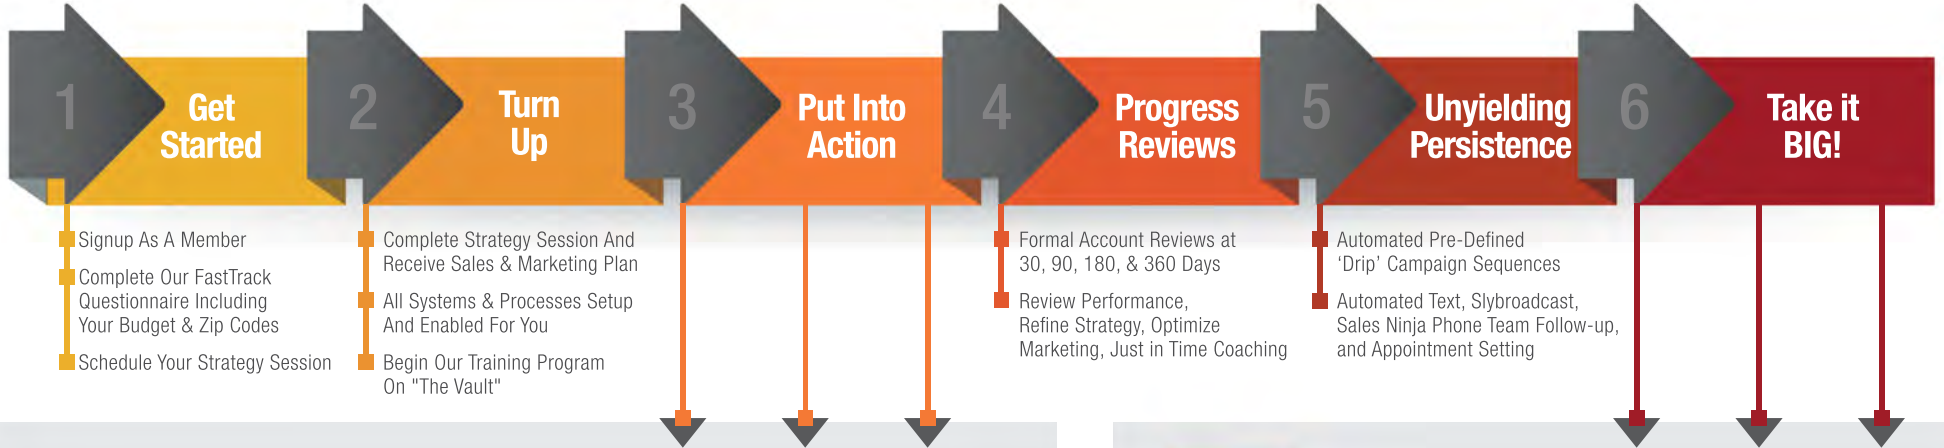 1
Get
Started
Signup As A Member
Complete Our FastTrack
Questionnaire Including
Your Budget & Zip Codes
Schedule Your Strategy Session
2
Turn
Up
Complete Strategy Session And
Receive Sales & Marketing Plan
All Systems & Processes Setup
And Enabled For You
Begin Our Training Program
On "The Vault"
3
Put Into
Action
4
Progress
Reviews
Formal Account Reviews at
30, 90, 180, & 360 Days
Review Performance,
Refine Strategy, Optimize
Marketing, Just in Time Coaching
5
Unyielding
Persistence
Automated Pre-Defined
‘Drip’ Campaign Sequences
Automated Text, Slybroadcast,
Sales Ninja Phone Team Follow-up,
and Appointment Setting
6
Take it
BIG!